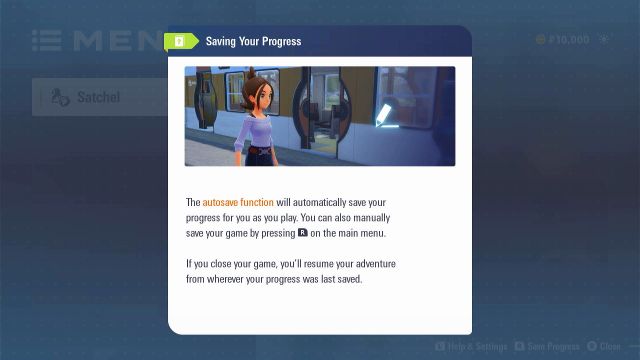 MEN
₽10,000
Saving Your Progress
Satchel
The autosave function will automatically save your
progress for you as you play. You can also manually
save your game by pressing R on the main menu.
If you close your game, you'll resume your adventure
from wherever your progress was last saved.
Help & Settings Save Progress Close